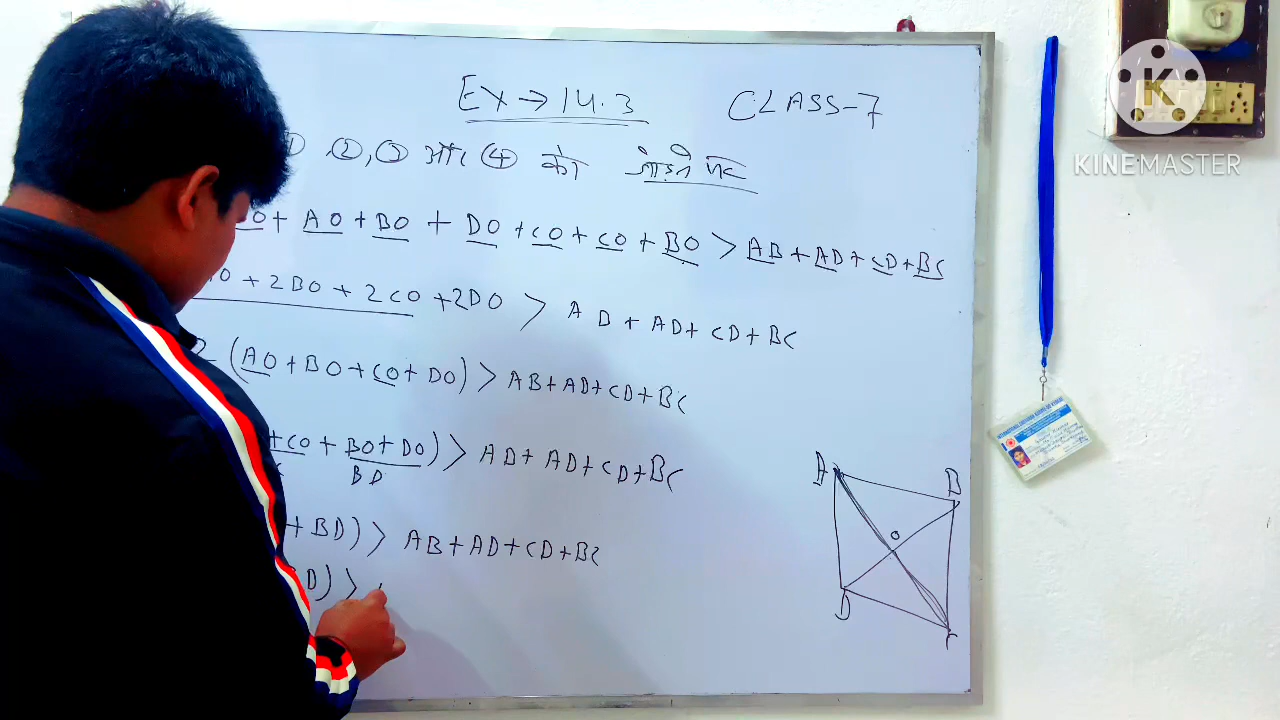 EX → 14.3 CLASS-7
①, ②, ③ और ④ को जोड़ने पर
O + AO + BO + DO + CO + CO + BO > AB + AD + CD + BC
AO + 2BO + 2CO + 2DO > AD + AD + CD + BC
2 (AO + BO + CO + DO) > AB + AD + CD + BC
+ CO + BO + DO) > AD + AD + CD + BC
BD
+ BD) > AB + AD + CD + BC
D) >
A
B
O
D
C
K
KINEMASTER